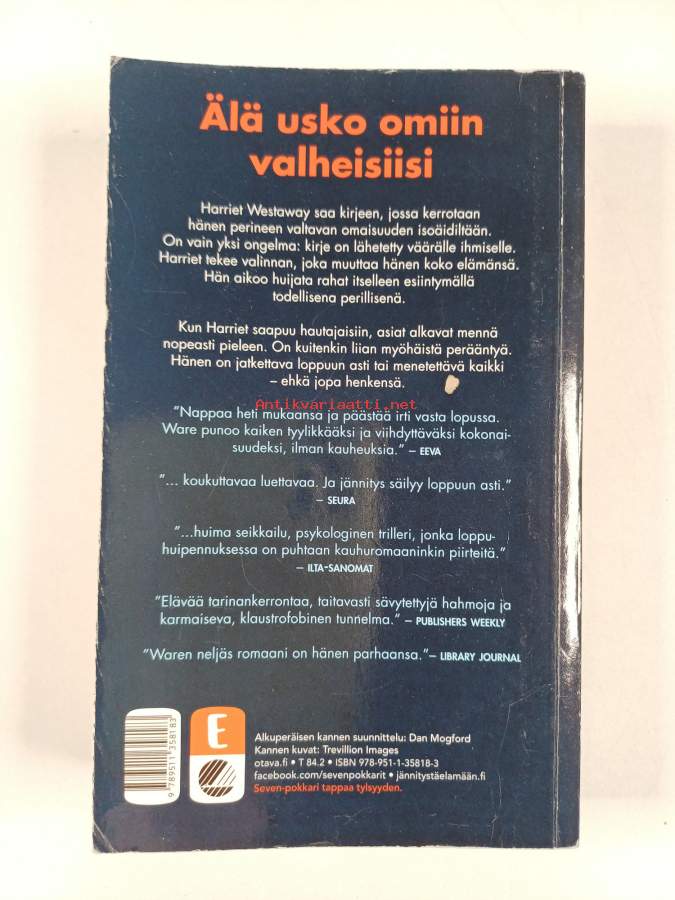 Älä usko omiin
valheisiisi
Harriet Westaway saa kirjeen, jossa kerrotaan
hänen perineen valtavan omaisuuden isoäidiltään.
On vain yksi ongelma: kirje on lähetetty väärälle ihmiselle.
Harriet tekee valinnan, joka muuttaa hänen koko elämänsä.
Hän aikoo huijata rahat itselleen esiintymällä
todellisena perillisenä.
Kun Harriet saapuu hautajaisiin, asiat alkavat mennä
nopeasti pieleen. On kuitenkin liian myöhäistä perääntyä.
Hänen on jatkettava loppuun asti tai menetettävä kaikki
– ehkä jopa henkensä.
Antikvariaatti.net
”Nappaa heti mukaansa ja päästää irti vasta lopussa.
Ware punoo kaiken tyylikkääksi ja viihdyttäväksi kokonai-
suudeksi, ilman kauheuksia.” – EEVA
”... koukuttavaa luettavaa. Ja jännitys säilyy loppuun asti.”
– SEURA
”...huima seikkailu, psykologinen trilleri, jonka loppu-
huipennuksessa on puhtaan kauhuromaaninkin piirteitä.”
– ILTA-SANOMAT
”Elävää tarinankerrontaa, taitavasti sävytettyjä hahmoja ja
karmaiseva, klaustrofobinen tunnelma.” – PUBLISHERS WEEKLY
”Waren neljäs romaani on hänen parhaansa.”– LIBRARY JOURNAL
9 789511 358183
E
Alkuperäisen kannen suunnittelu: Dan Mogford
Kannen kuvat: Trevillion Images
otava.fi • T 84.2 • ISBN 978-951-1-35818-3
facebook.com/sevenpokkarit • jännitystäelämään.fi
Seven-pokkari tappaa tylsyyden.